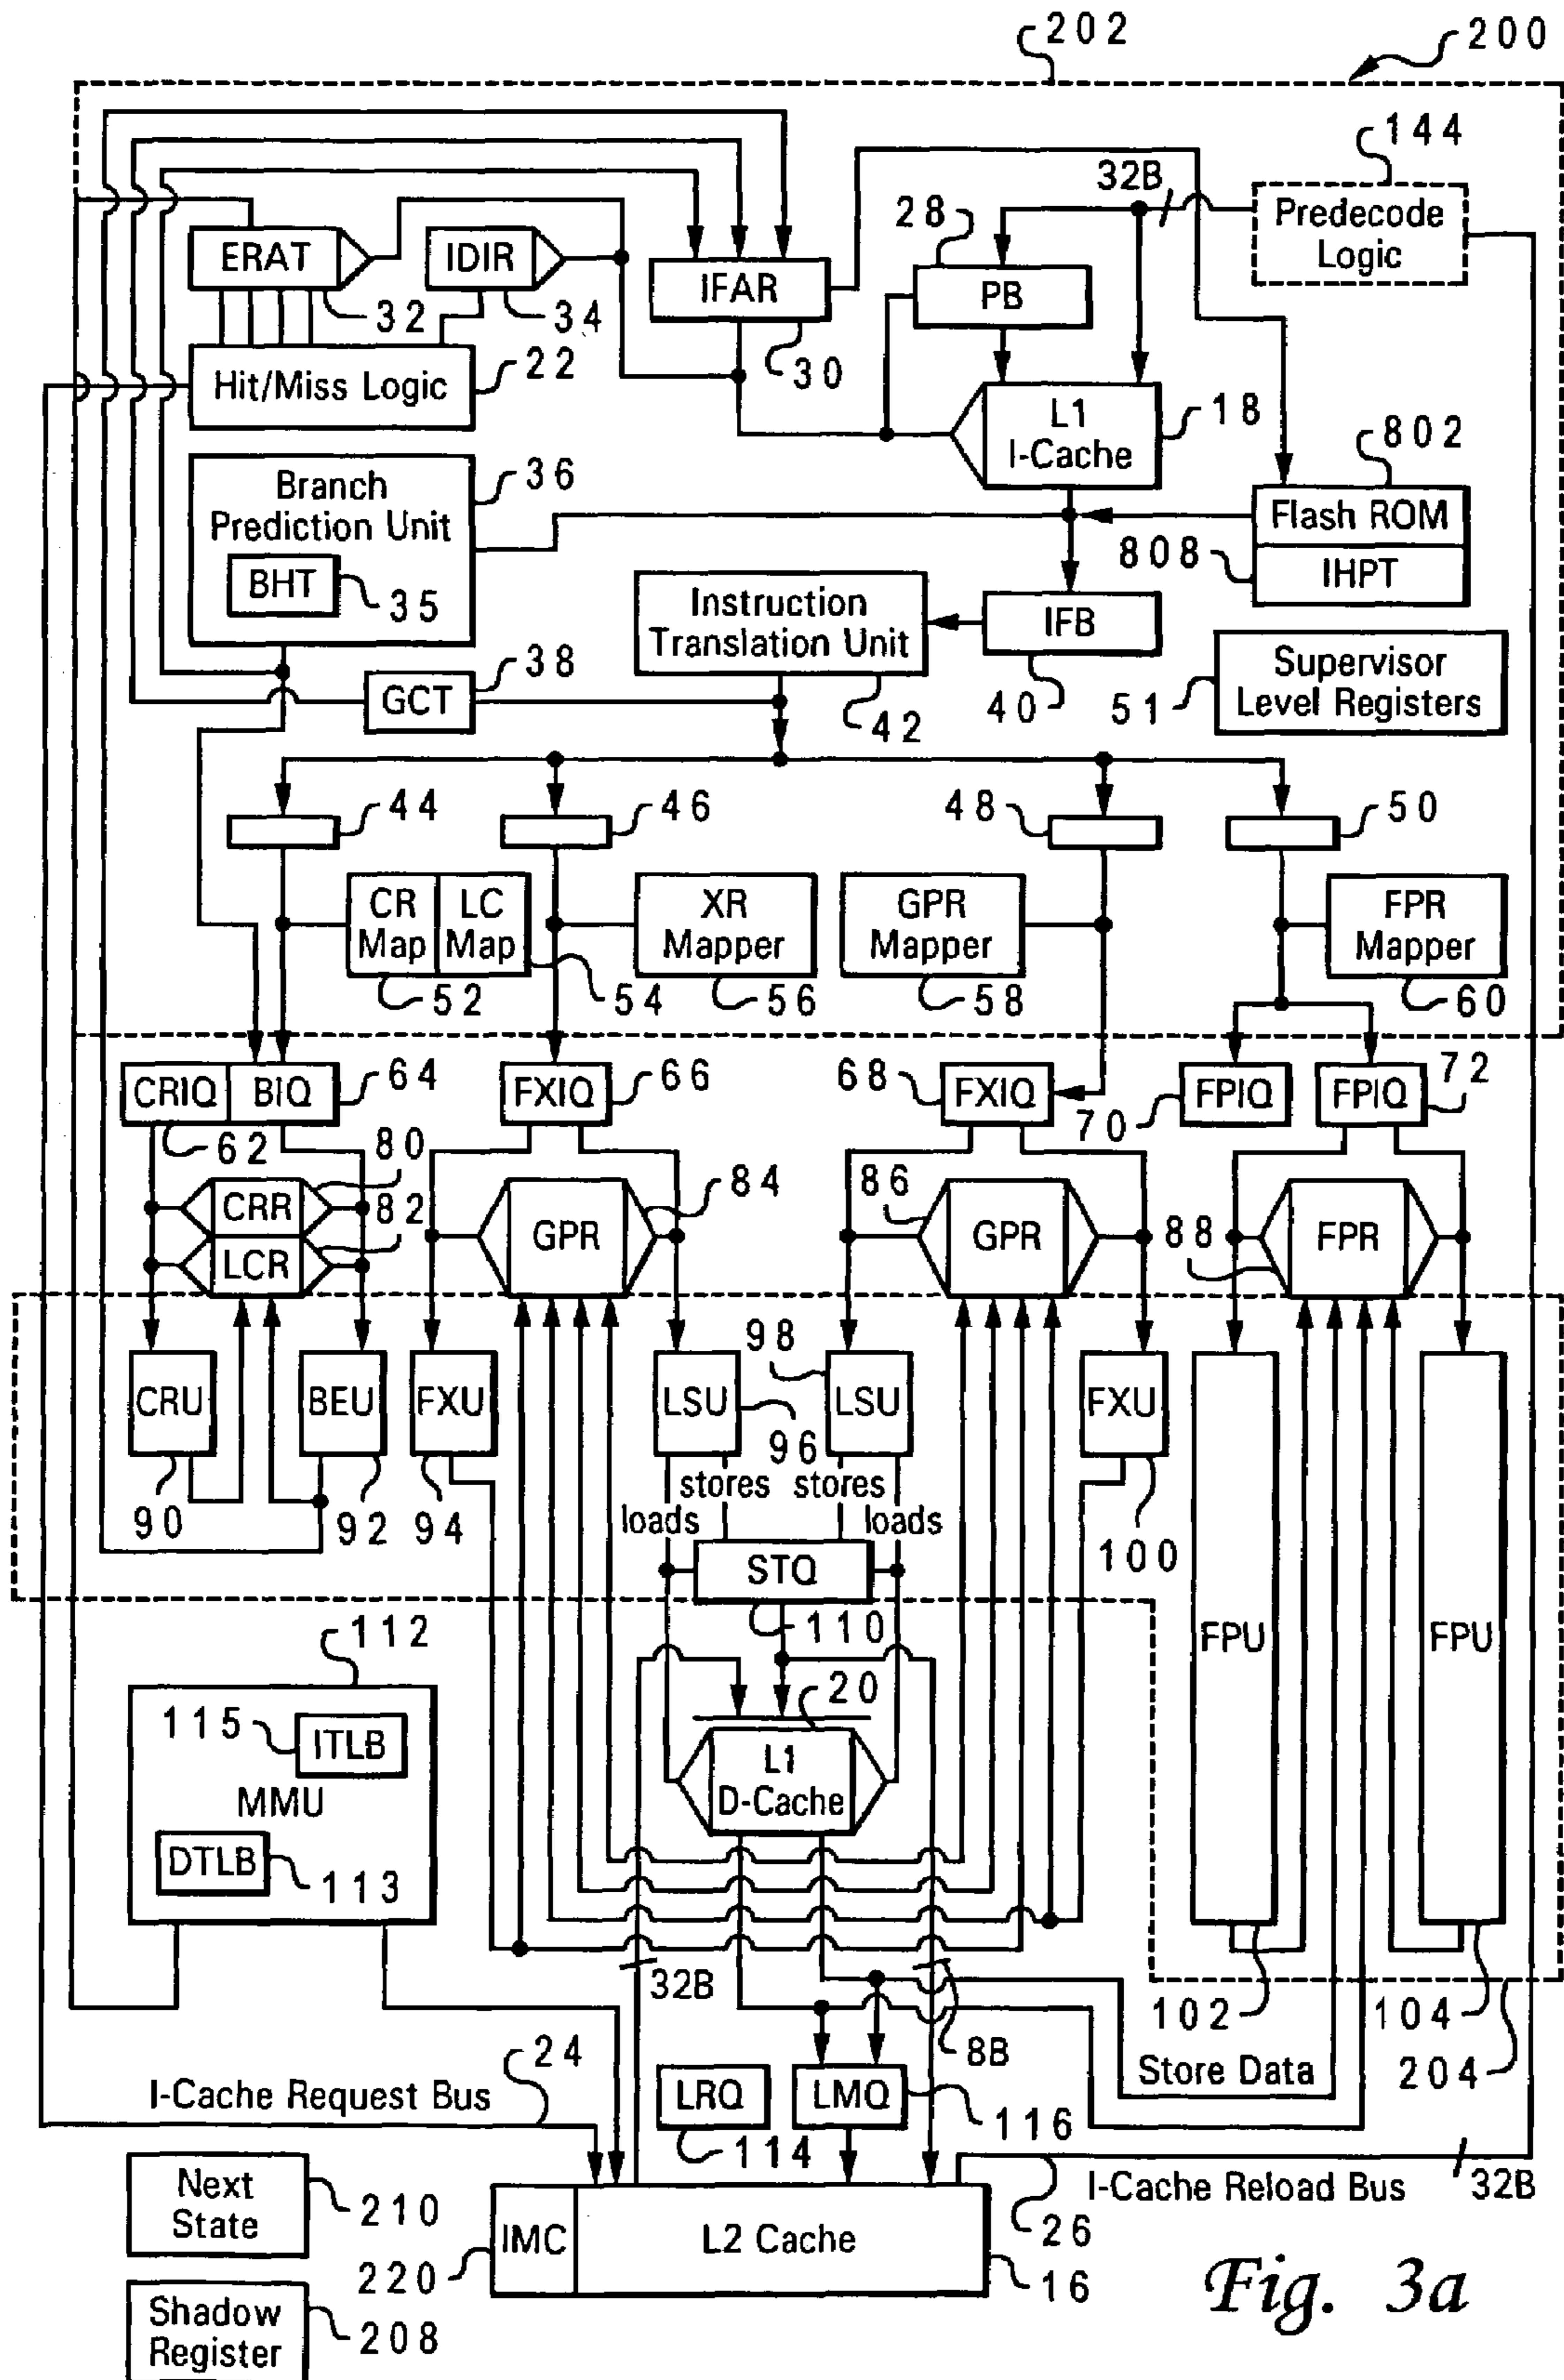 202
200
144
32B
Predecode
Logic
28
ERAT
IDIR
IFAR
PB
32
34
30
Hit/Miss Logic
22
L1
I-Cache
18
802
Branch
Prediction Unit
36
BHT
35
Flash ROM
808
IHPT
Instruction
Translation Unit
IFB
38
GCT
42
40
51
Supervisor
Level Registers
44
46
48
50
CR
Map
LC
Map
XR
Mapper
GPR
Mapper
FPR
Mapper
52
54
56
58
60
CRIQ
BIQ
64
FXIQ
66
68
FXIQ
70
FPIQ
FPIQ
72
62
80
CRR
82
LCR
GPR
84
86
GPR
88
FPR
98
CRU
BEU
FXU
LSU
LSU
FXU
96
90
92
94
stores
stores
loads
loads
100
STQ
110
FPU
FPU
112
115
ITLB
MMU
DTLB
113
20
L1
D-Cache
32B
8B
102
104
204
Store Data
24
I-Cache Request Bus
LRQ
114
LMQ
116
I-Cache Reload Bus
32B
26
Next
State
210
IMC
L2 Cache
220
16
Shadow
Register
208
Fig. 3a